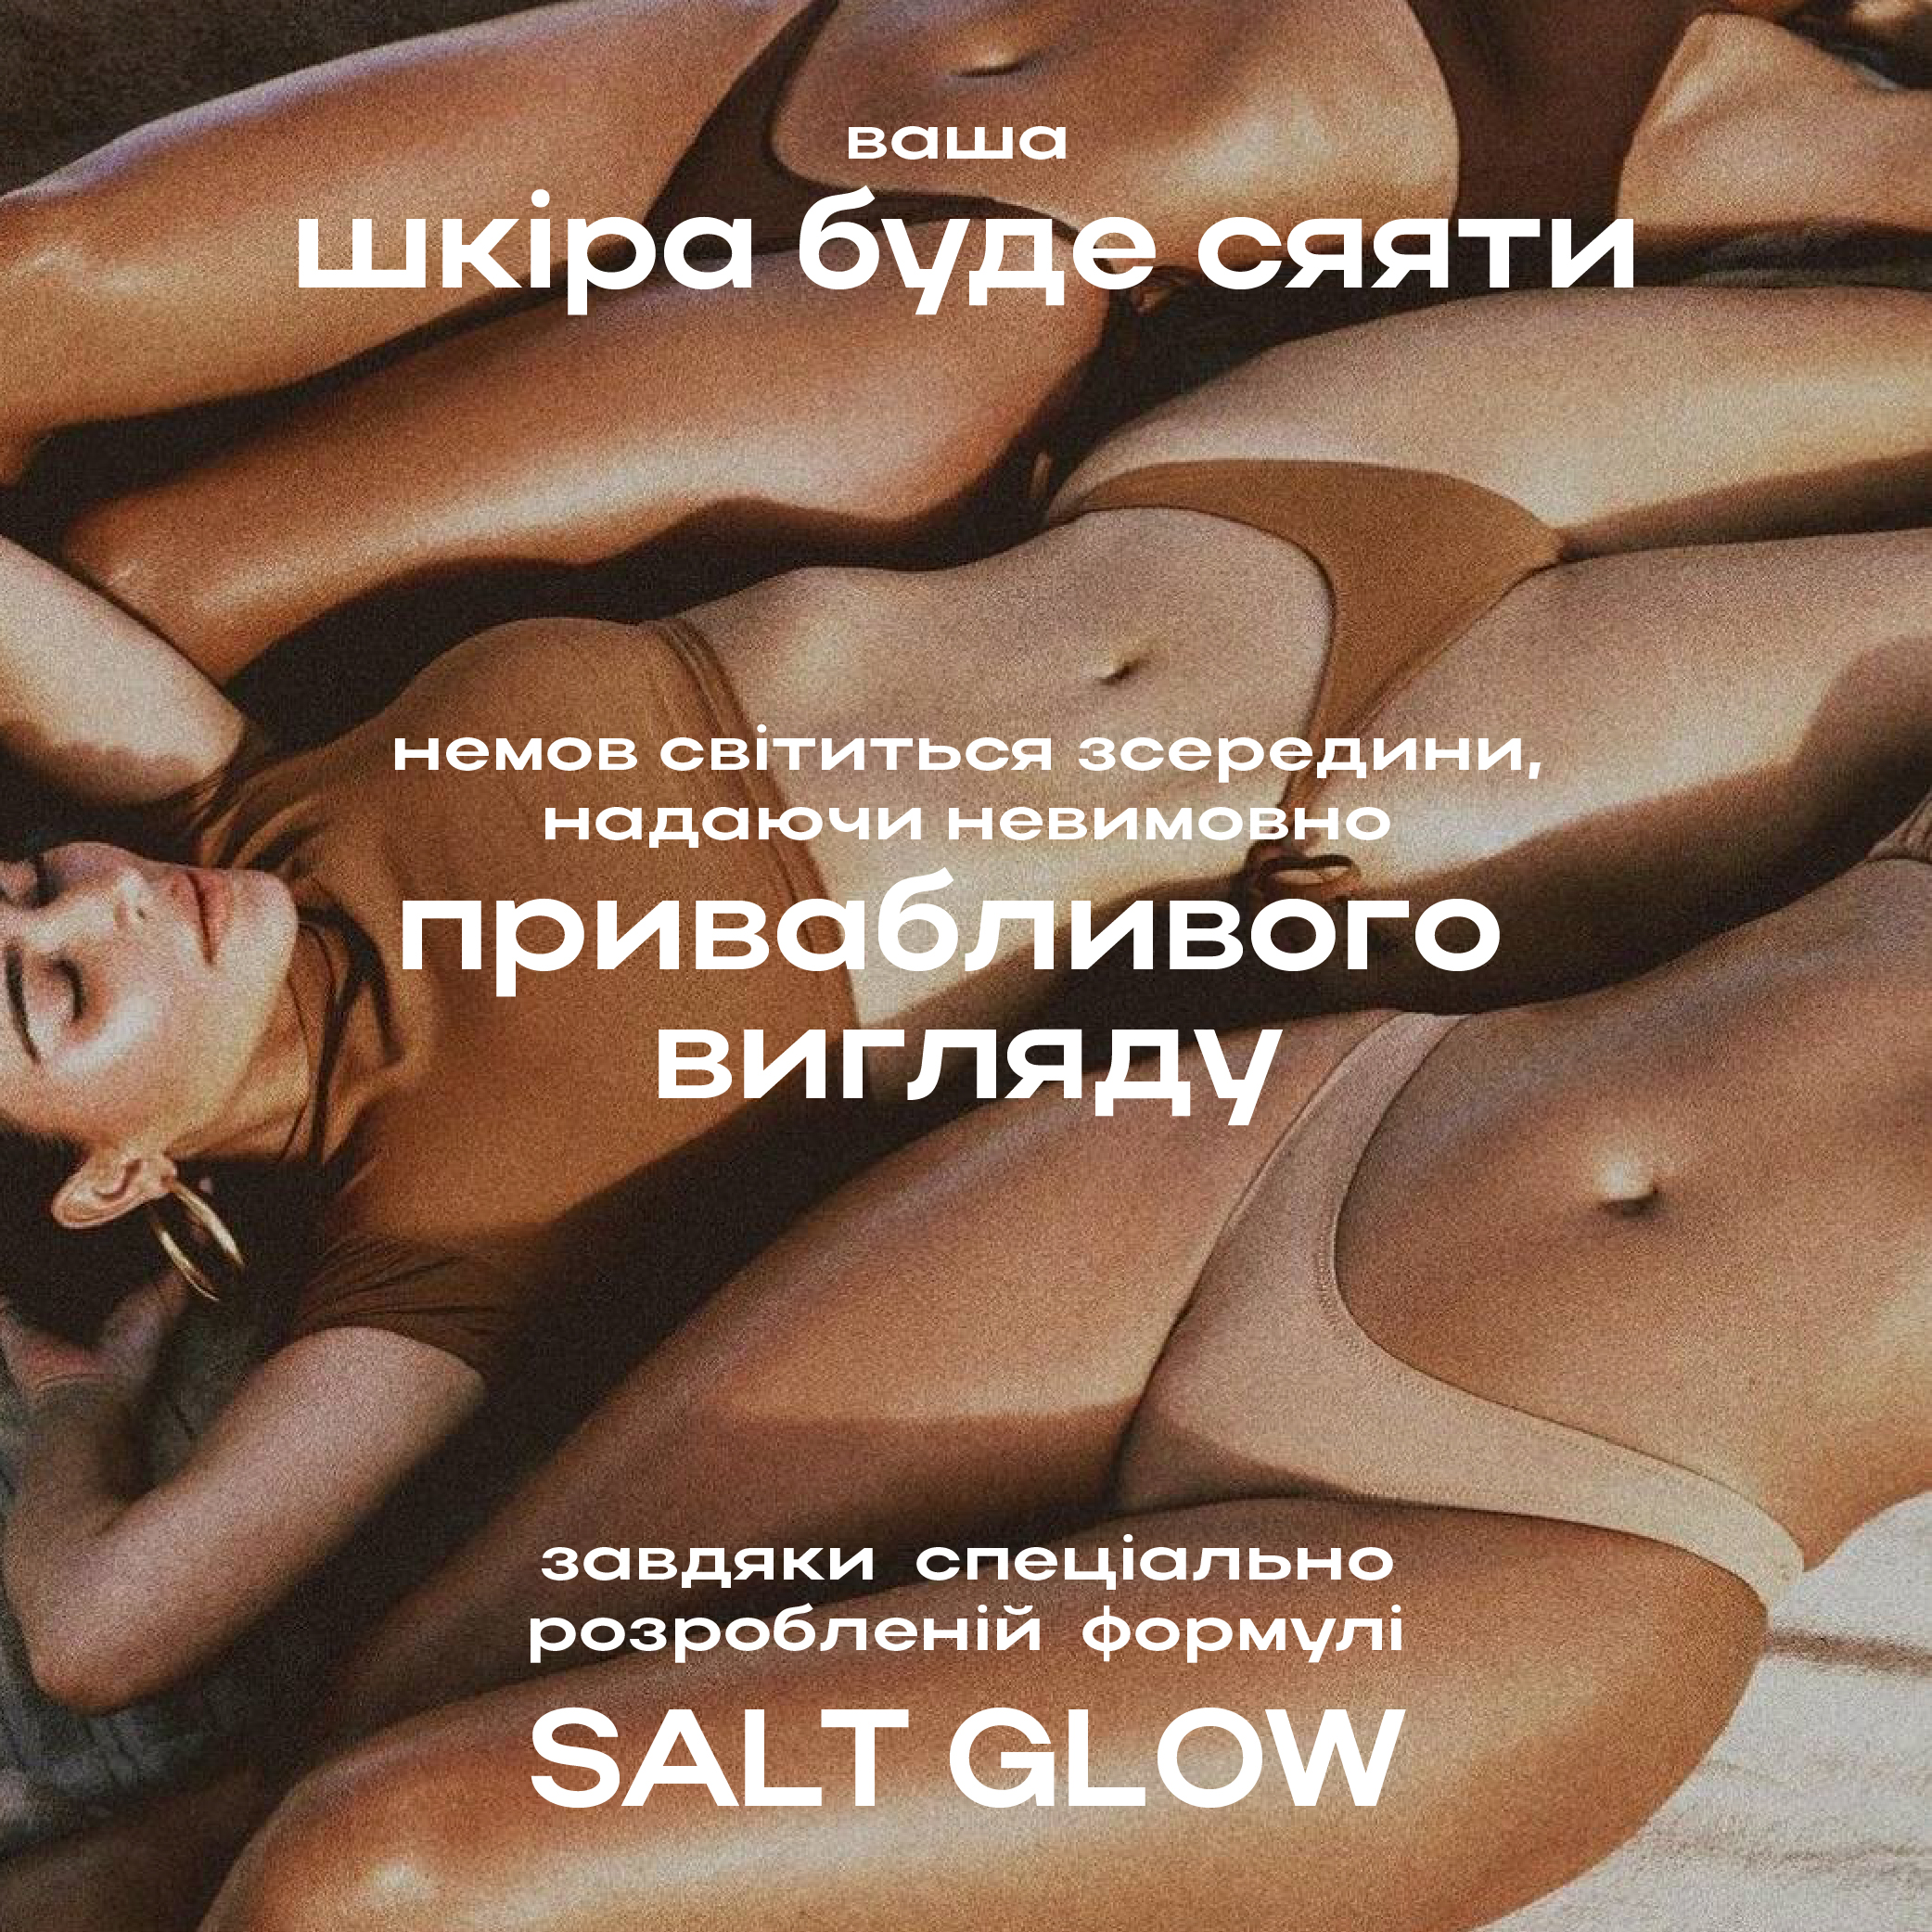 ваша
шкіра буде сяяти
немов світиться зсередини,
надаючи невимовно
привабливого
вигляду
завдяки спеціально
розробленій формулі
SALT GLOW